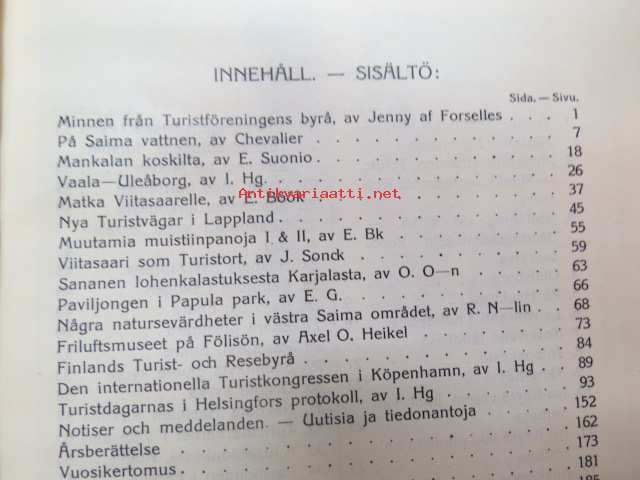 INNEHÅLL. — SISÄLTÖ:
Sida. — Sivu.
Minnen från Turistföreningens byrå, av Jenny af Forselles . . . 1
På Saima vattnen, av Chevalier . . . . . . . . . . 7
Mankalan koskilta, av E. Suonio . . . . . . . . . . 18
Vaala—Uleåborg, av I. Hg. . . . . . . . . . . . 26
Matka Viitasaarelle, av E. Böök . . . . . . . . . . 37
Antikvariaatti.net
Nya Turistvägar i Lappland . . . . . . . . . . . 45
Muutamia muistiinpanoja I & II, av E. Bk . . . . . . . 55
Viitasaari som Turistort, av J. Sonck . . . . . . . . 59
Sananen lohenkalastuksesta Karjalasta, av O. O—n . . . . 63
Paviljongen i Papula park, av E. G. . . . . . . . . . 66
Några natursevärdheter i västra Saima området, av R. N—lin . . 68
Friluftsmuseet på Fölisön, av Axel O. Heikel . . . . . . 73
Finlands Turist- och Resebyrå . . . . . . . . . . 84
Den internationella Turistkongressen i Köpenhamn, av I. Hg . . 89
Turistdagarnas i Helsingfors protokoll, av I. Hg . . . . . 93
Notiser och meddelanden. — Uutisia ja tiedonantoja . . . . 152
Årsberättelse . . . . . . . . . . . . . . . 162
Vuosikertomus . . . . . . . . . . . . . . . 173
181